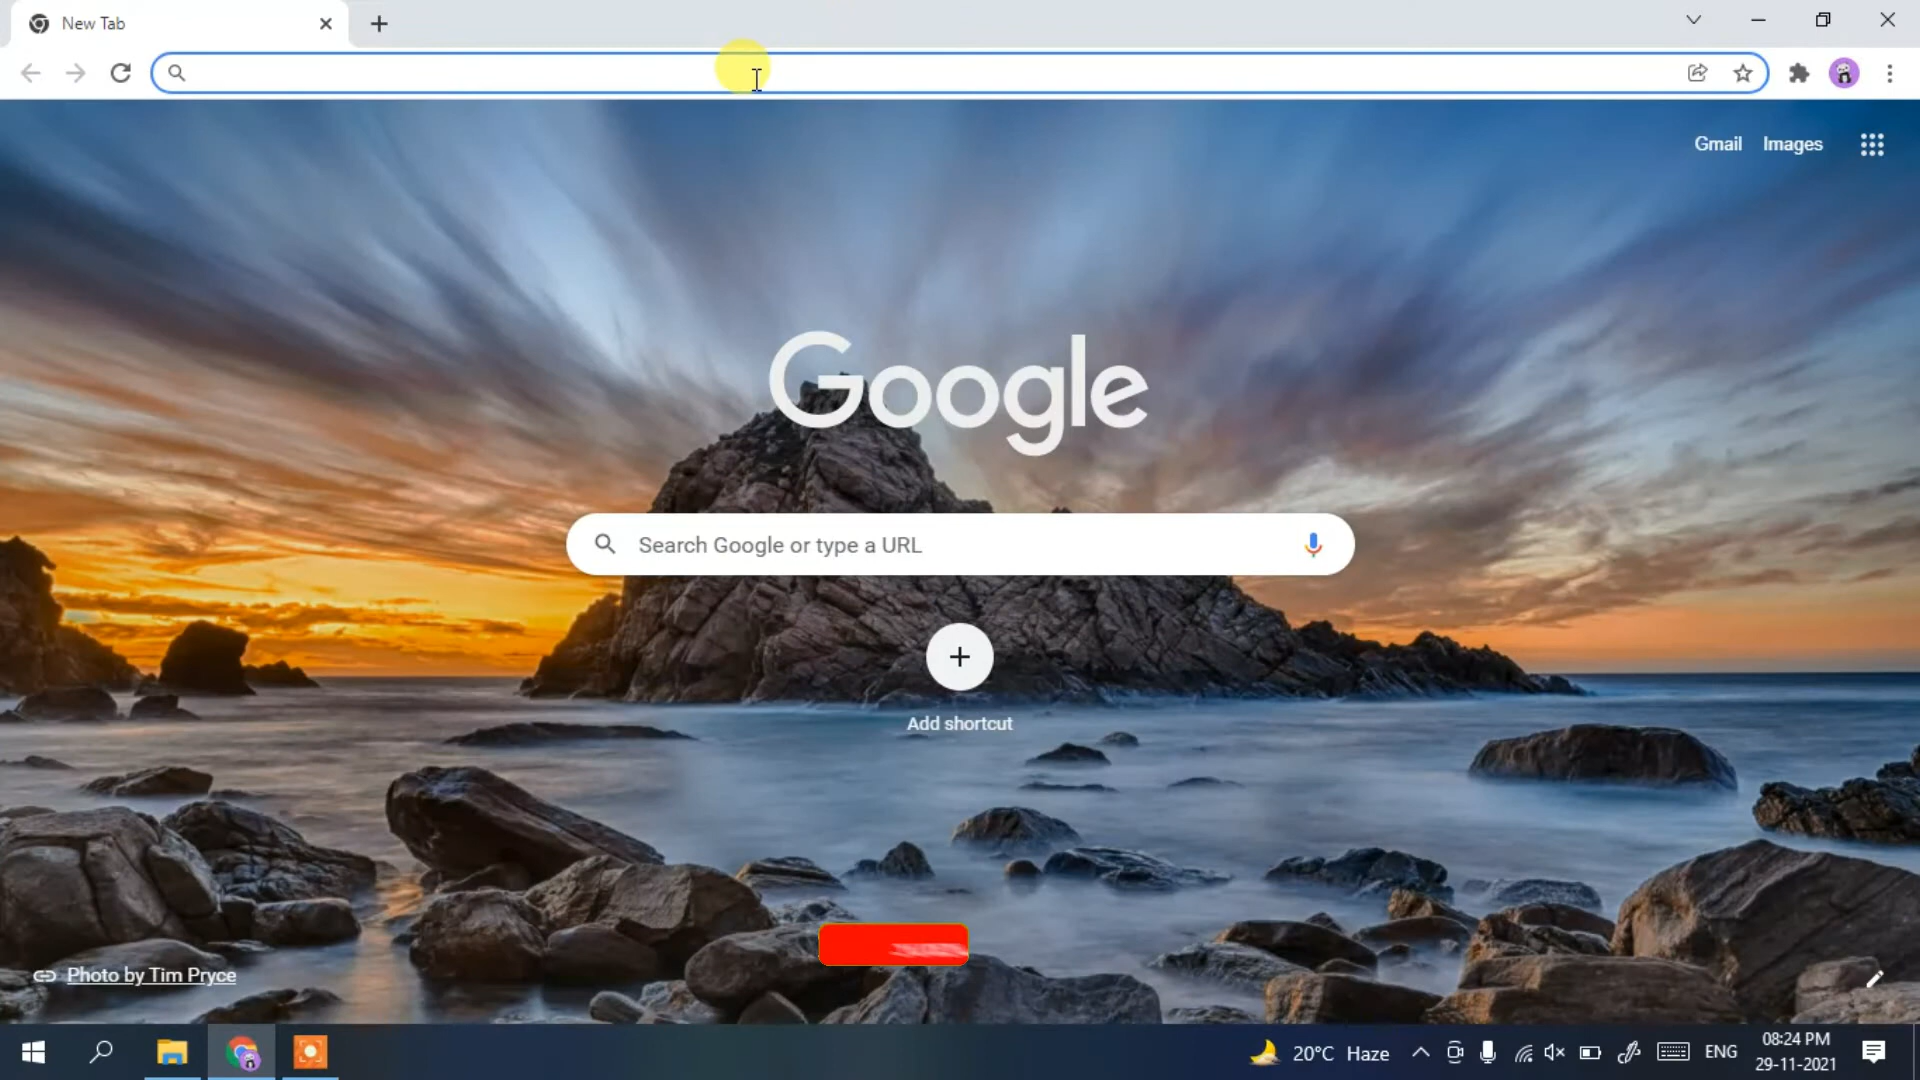 New Tab
Gmail Images
Google
Search Google or type a URL
Add shortcut
Photo by Tim Pryce
20°C Haze
ENG
08:24 PM
29-11-2021